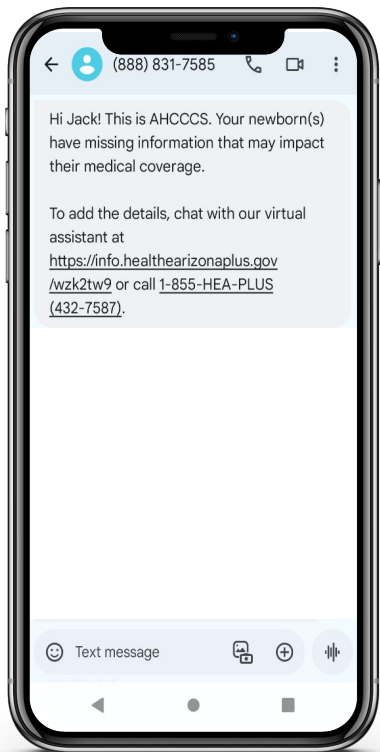 (888) 831-7585
Hi Jack! This is AHCCCS. Your newborn(s)
have missing information that may impact
their medical coverage.
To add the details, chat with our virtual
assistant at
https://info.healthearizonaplus.gov
/wzk2tw9 or call 1-855-HEA-PLUS
(432-7587).
Text message